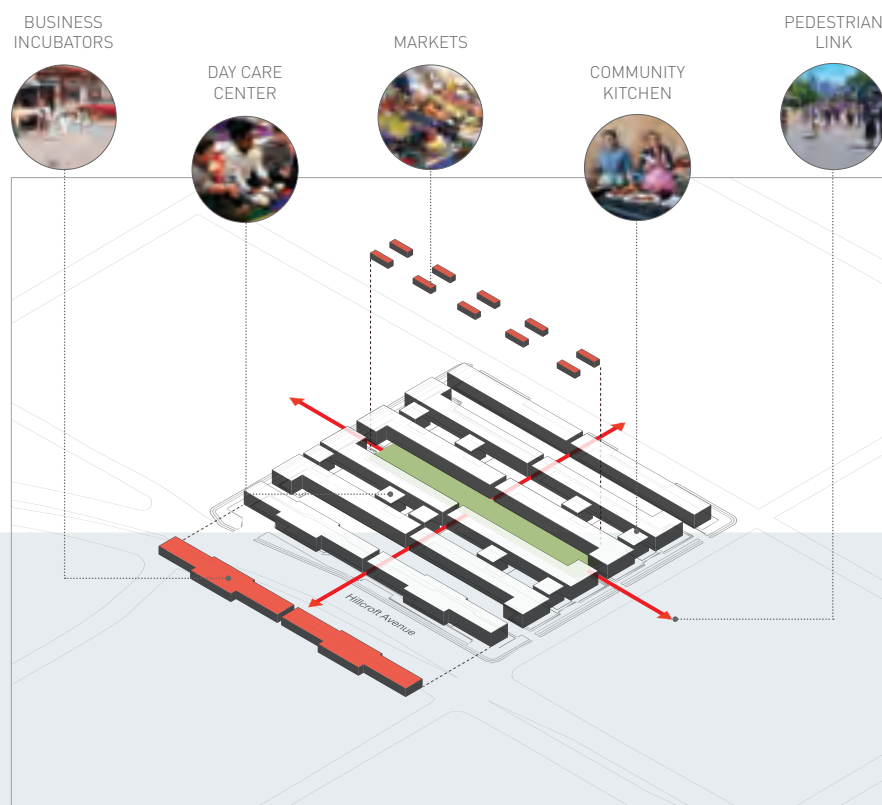 BUSINESS
INCUBATORS
DAY CARE
CENTER
MARKETS
COMMUNITY
KITCHEN
PEDESTRIAN
LINK
Hillcroft Avenue